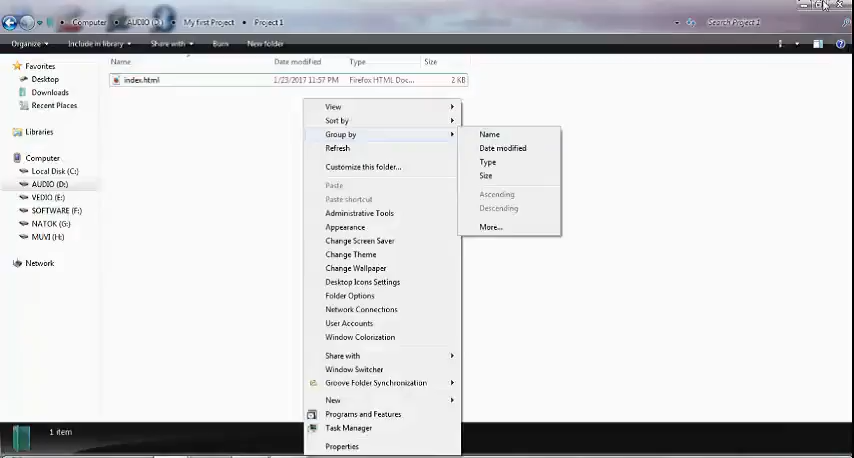 Computer AUDIO (D:) My first Project Project 1 Search Project 1
Organize Include in library Share with Burn New folder
Favorites
Desktop
Downloads
Recent Places
Libraries
Computer
Local Disk (C:)
AUDIO (D:)
VEDIO (E:)
SOFTWARE (F:)
NATOK (G:)
MUVI (H:)
Network
Name Date modified Type Size
index.html 1/23/2017 11:57 PM Firefox HTML Doc... 2 KB
View
Sort by
Group by
Refresh
Customize this folder...
Paste
Paste shortcut
Administrative Tools
Appearance
Change Screen Saver
Change Theme
Change Wallpaper
Desktop Icons Settings
Folder Options
Network Connections
User Accounts
Window Colorization
Share with
Window Switcher
Groove Folder Synchronization
New
Programs and Features
Task Manager
Properties
Name
Date modified
Type
Size
Ascending
Descending
More...
1 item